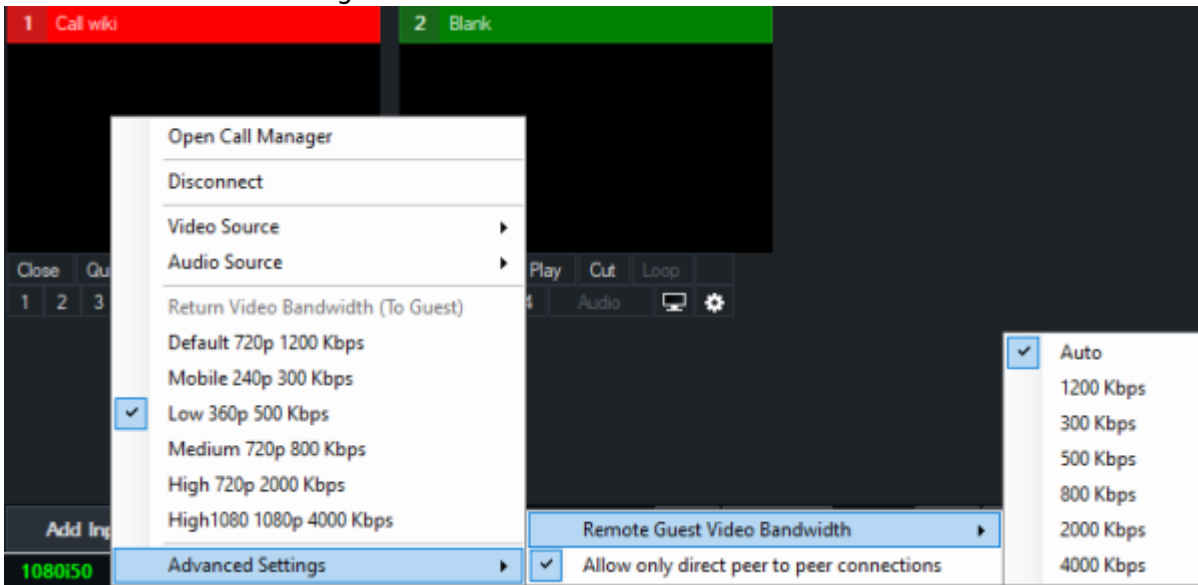 1 Call wiki
2 Blank
Open Call Manager
Disconnect
Video Source
Audio Source
Close
Play Cut Loop
1 2 3
4 Audio
Return Video Bandwidth (To Guest)
Default 720p 1200 Kbps
Mobile 240p 300 Kbps
Low 360p 500 Kbps
Medium 720p 800 Kbps
High 720p 2000 Kbps
High1080 1080p 4000 Kbps
Advanced Settings
Add
1080i50
Remote Guest Video Bandwidth
Allow only direct peer to peer connections
Auto
1200 Kbps
300 Kbps
500 Kbps
800 Kbps
2000 Kbps
4000 Kbps